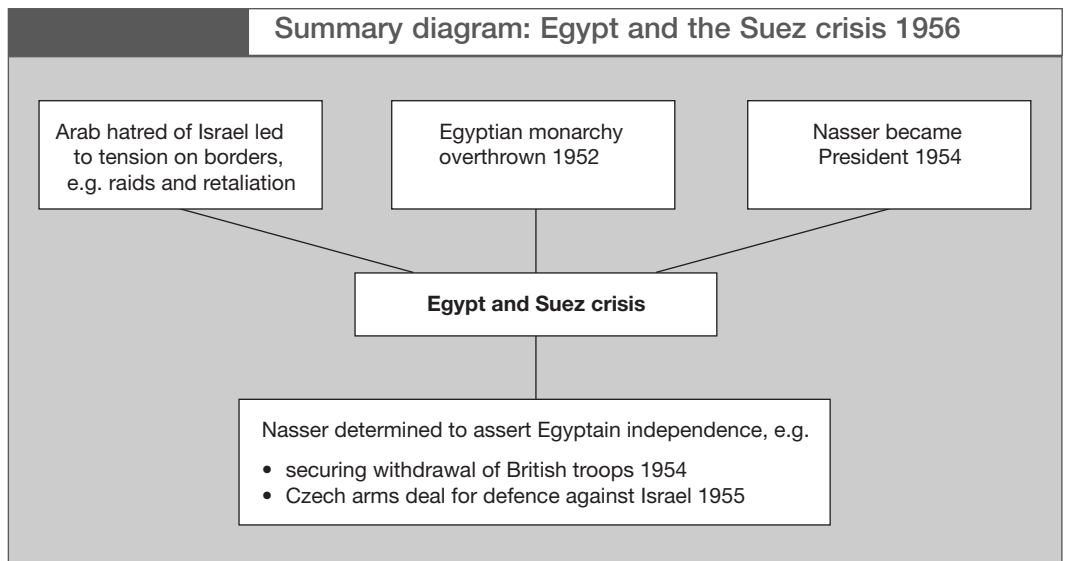 Summary diagram: Egypt and the Suez crisis 1956
Arab hatred of Israel led
to tension on borders,
e.g. raids and retaliation
Egyptian monarchy
overthrown 1952
Nasser became
President 1954
Egypt and Suez crisis
Nasser determined to assert Egyptain independence, e.g.
• securing withdrawal of British troops 1954
• Czech arms deal for defence against Israel 1955